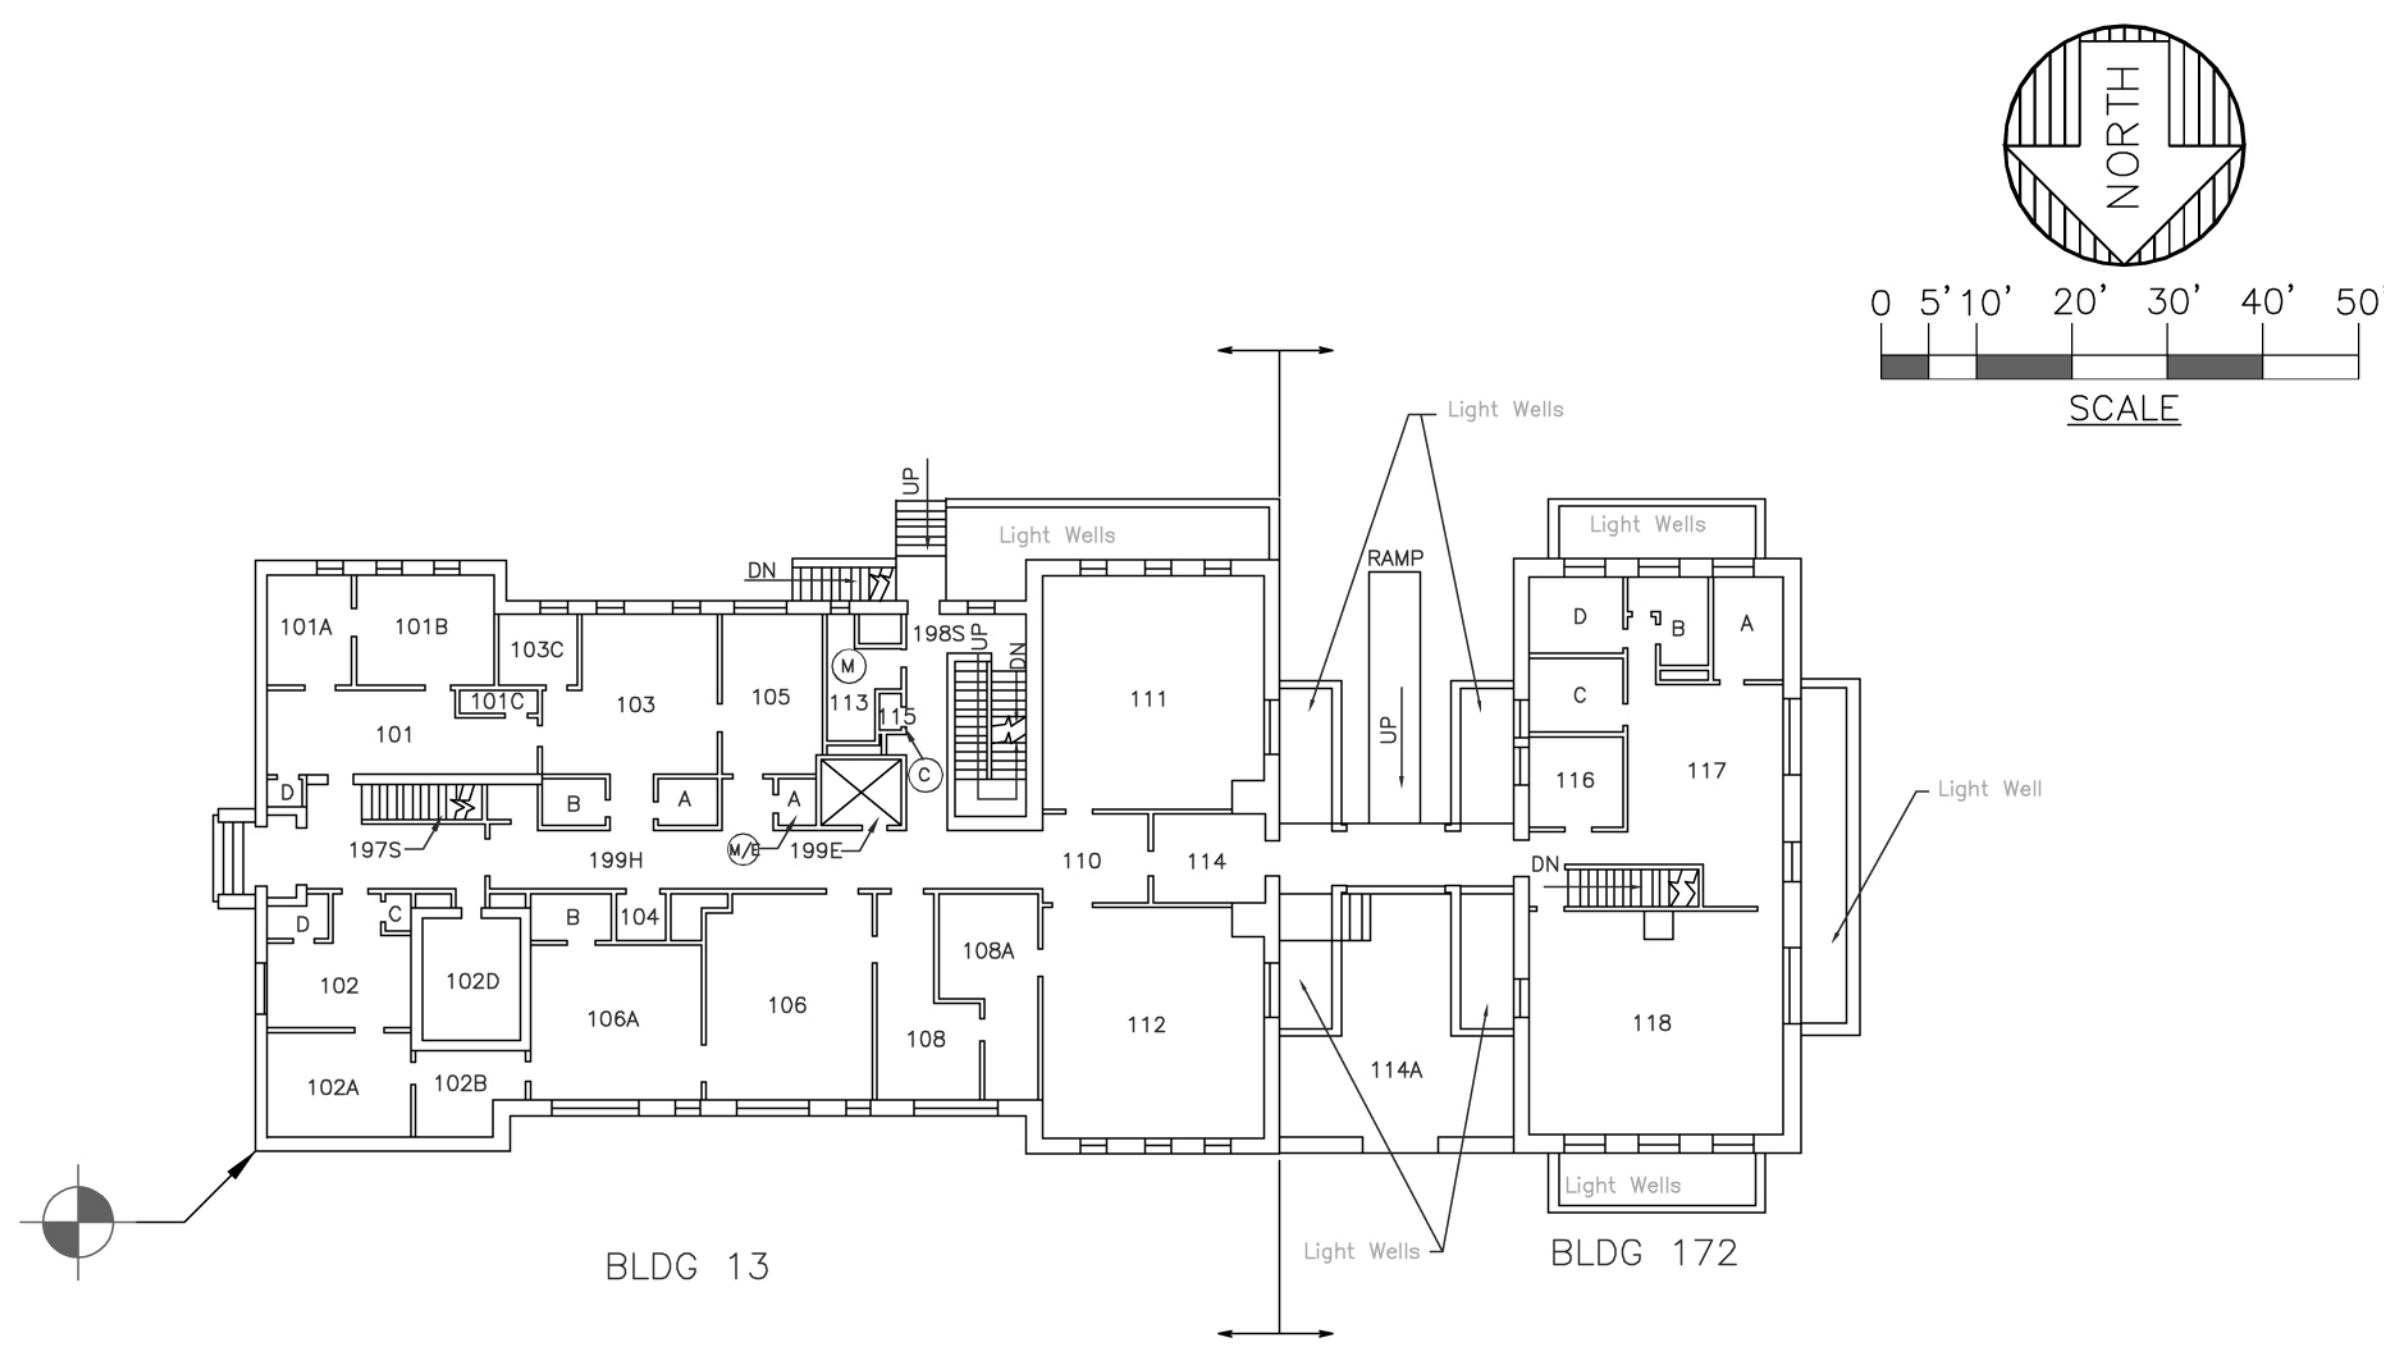 NORTH
0 5' 10' 20' 30' 40' 50'
SCALE
Light Wells
UP
Light Wells
Light Wells
RAMP
DN
101A
101B
103C
198S
UP
DN
D
B
A
M
101C
103
105
113
115
111
C
101
UP
116
117
D
B
A
A
C
Light Well
197S
199H
M/E
199E
110
114
DN
D
C
B
104
102
102D
108A
106A
106
108
112
118
102A
102B
114A
Light Wells
Light Wells
BLDG 13
BLDG 172